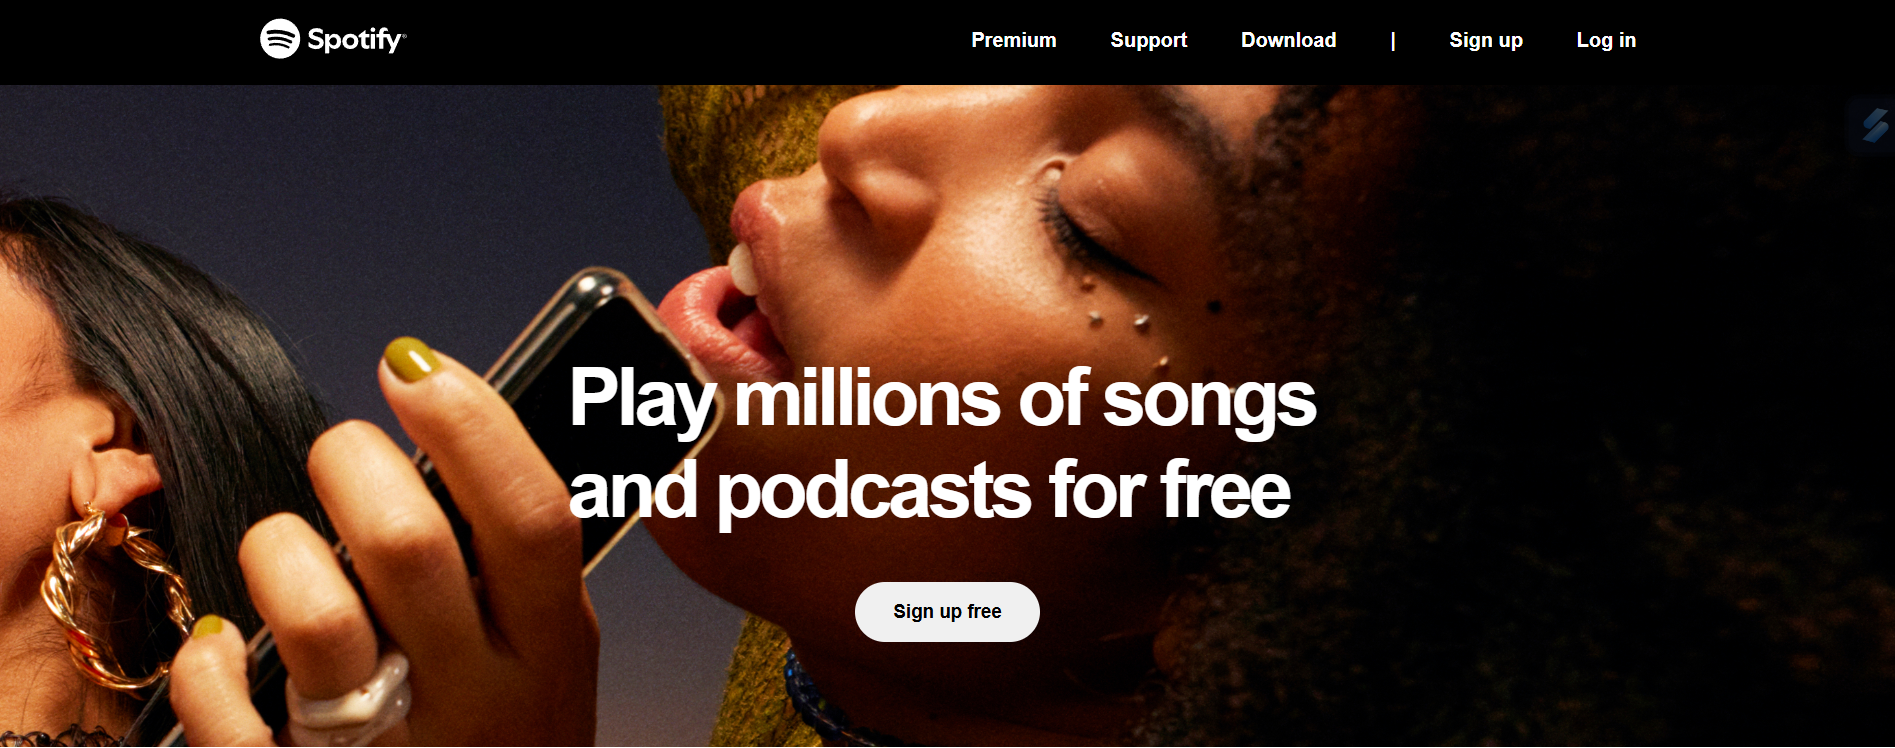 Spotify®
Premium Support Download | Sign up Log in
Play millions of songs
and podcasts for free
Sign up free